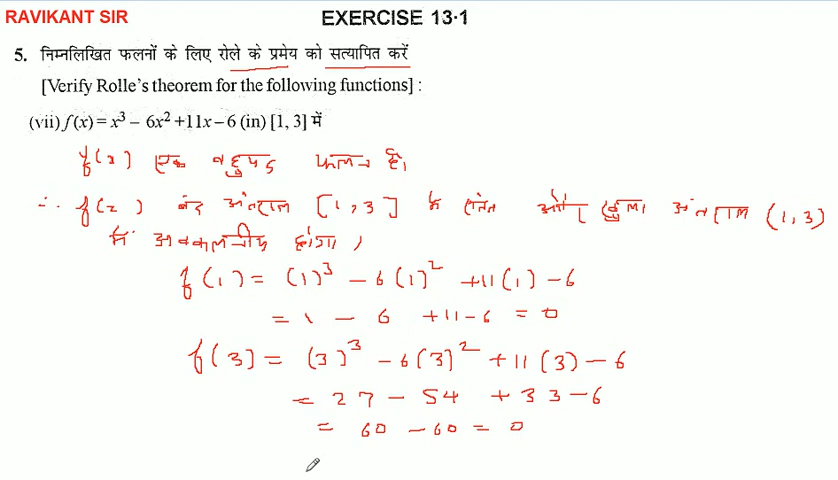 RAVIKANT SIR
EXERCISE 13·1
5. निम्नलिखित फलनों के लिए रोले के प्रमेय को सत्यापित करें
[Verify Rolle's theorem for the following functions] :
(vii) f(x) = x³ – 6x² +11x – 6 (in) [1, 3] में
f(x) एक बहुपद फलन है।
∴ f(x) बंद अंतराल [1, 3] में संतत और खुला अंतराल (1, 3)
में अवकलनीय होगा।
f(1) = (1)³ – 6(1)² + 11(1) – 6
= 1 – 6 + 11 – 6 = 0
f(3) = (3)³ – 6(3)² + 11(3) – 6
= 27 – 54 + 33 – 6
= 60 – 60 = 0